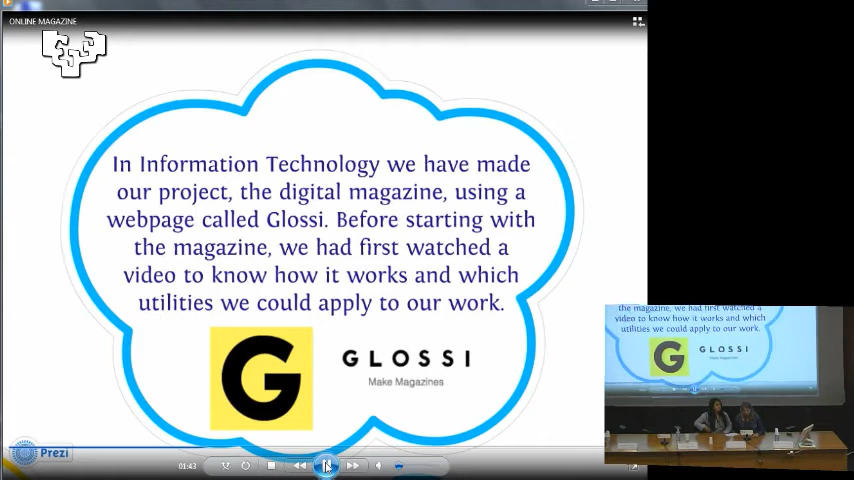 ONLINE MAGAZINE
In Information Technology we have made
our project, the digital magazine, using a
webpage called Glossi. Before starting with
the magazine, we had first watched a
video to know how it works and which
utilities we could apply to our work.
G
GLOSSI
Make Magazines
Prezi
01:43
the magazine, we had first watched a
video to know how it works and which
utilities we could apply to our work.
G
GLOSSI
Make Magazines